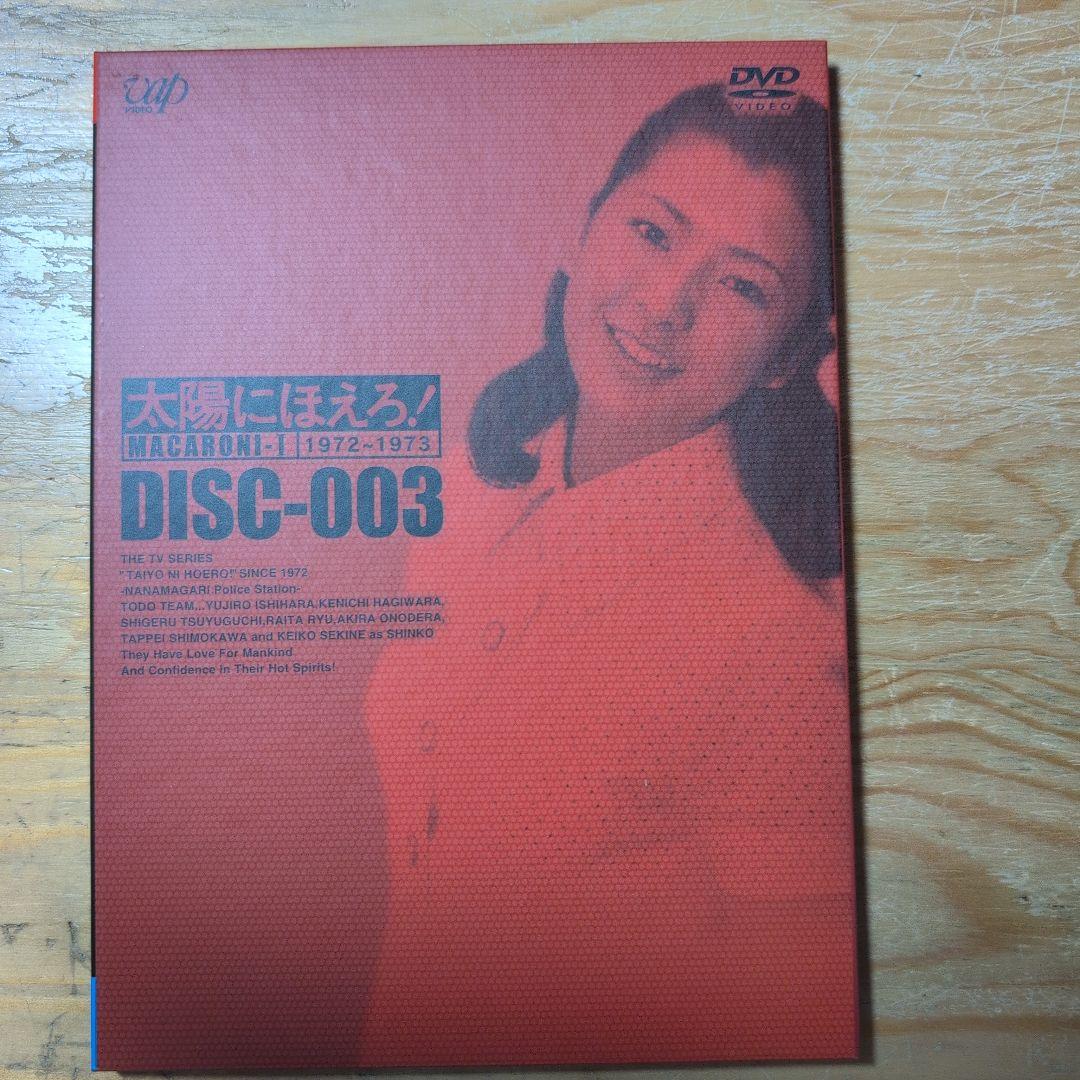 vap
VIDEO
DVD
VIDEO
太陽にほえろ!
MACARONI-I 1972~1973
DISC-003
THE TV SERIES
"TAIYO NI HOERO!" SINCE 1972
-NANAMAGARI Police Station-
TODO TEAM...YUJIRO ISHIHARA,KENICHI HAGIWARA,
SHIGERU TSUYUGUCHI,RAITA RYU,AKIRA ONODERA,
TAPPEI SHIMOKAWA and KEIKO SEKINE as SHINKO
They Have Love For Mankind
And Confidence in Their Hot Spirits!